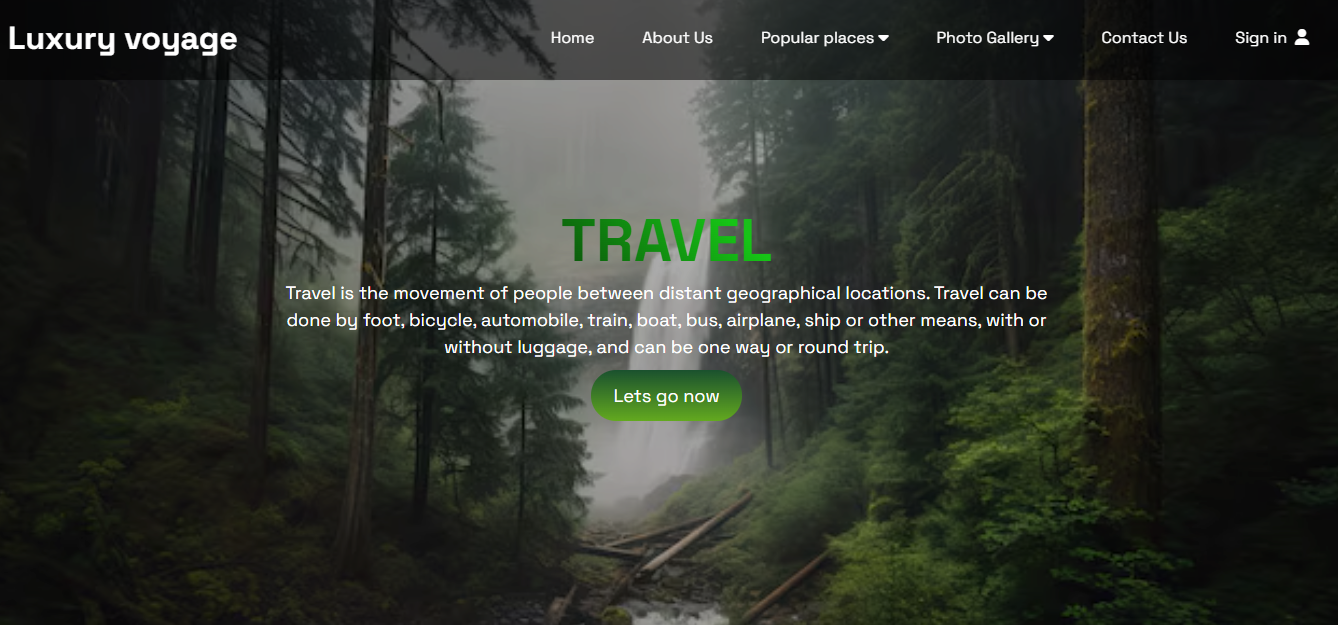 Luxury voyage
Home About Us Popular places Photo Gallery Contact Us Sign in
TRAVEL
Travel is the movement of people between distant geographical locations. Travel can be
done by foot, bicycle, automobile, train, boat, bus, airplane, ship or other means, with or
without luggage, and can be one way or round trip.
Lets go now